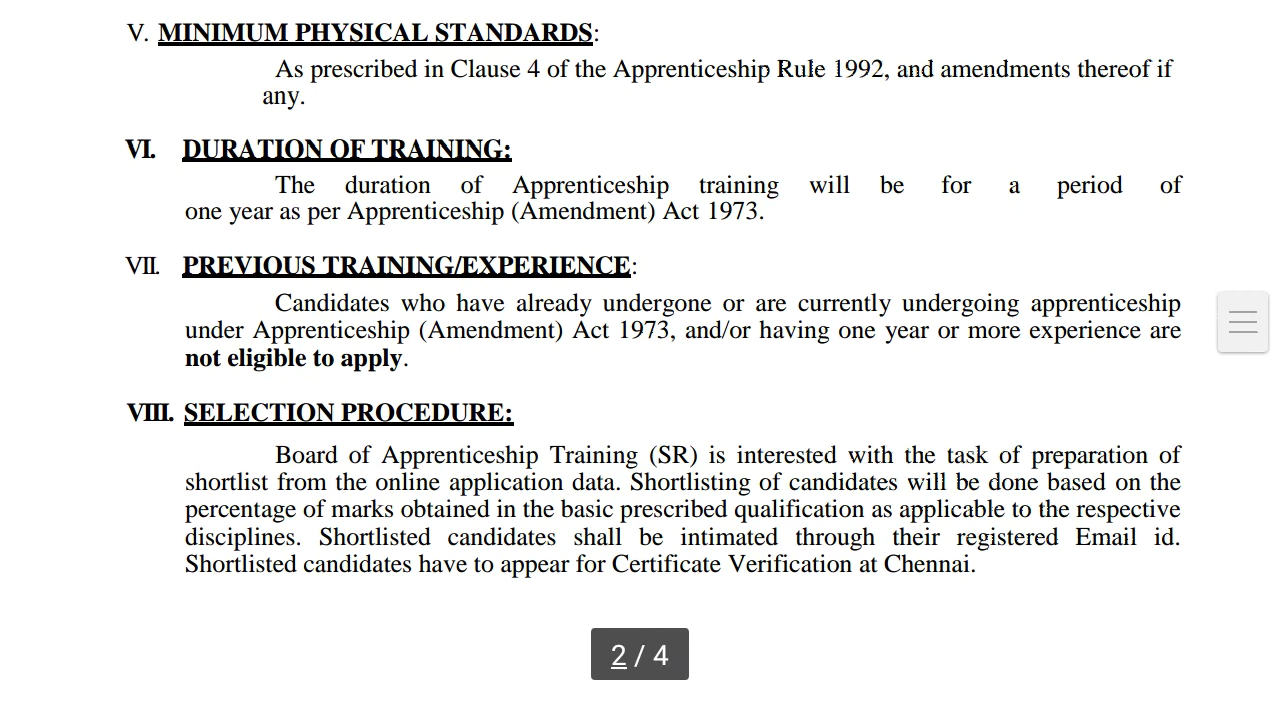 V. MINIMUM PHYSICAL STANDARDS:
As prescribed in Clause 4 of the Apprenticeship Rule 1992, and amendments thereof if
any.
VI. DURATION OF TRAINING:
The duration of Apprenticeship training will be for a period of
one year as per Apprenticeship (Amendment) Act 1973.
VII. PREVIOUS TRAINING/EXPERIENCE:
Candidates who have already undergone or are currently undergoing apprenticeship
under Apprenticeship (Amendment) Act 1973, and/or having one year or more experience are
not eligible to apply.
VIII. SELECTION PROCEDURE:
Board of Apprenticeship Training (SR) is interested with the task of preparation of
shortlist from the online application data. Shortlisting of candidates will be done based on the
percentage of marks obtained in the basic prescribed qualification as applicable to the respective
disciplines. Shortlisted candidates shall be intimated through their registered Email id.
Shortlisted candidates have to appear for Certificate Verification at Chennai.
2 / 4